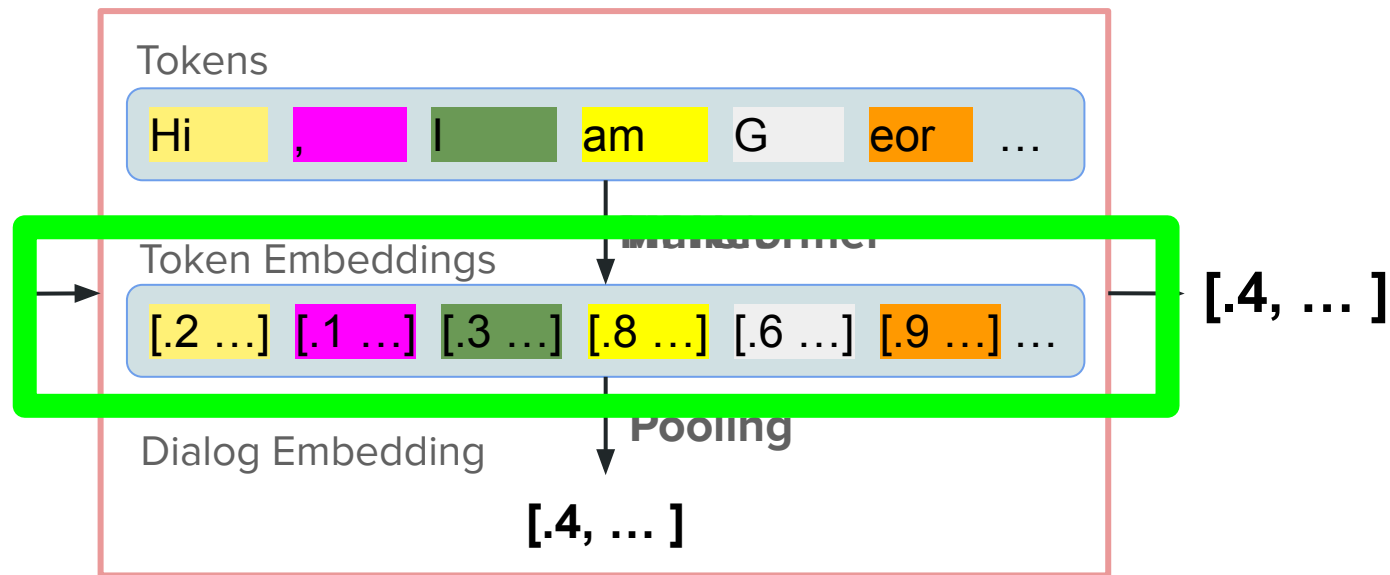 Tokens
Hi , I am G eor …
Token Embeddings
[.2 …] [.1 …] [.3 …] [.8 …] [.6 …] [.9 …] …
[.4, … ]
Pooling
Dialog Embedding
[.4, … ]